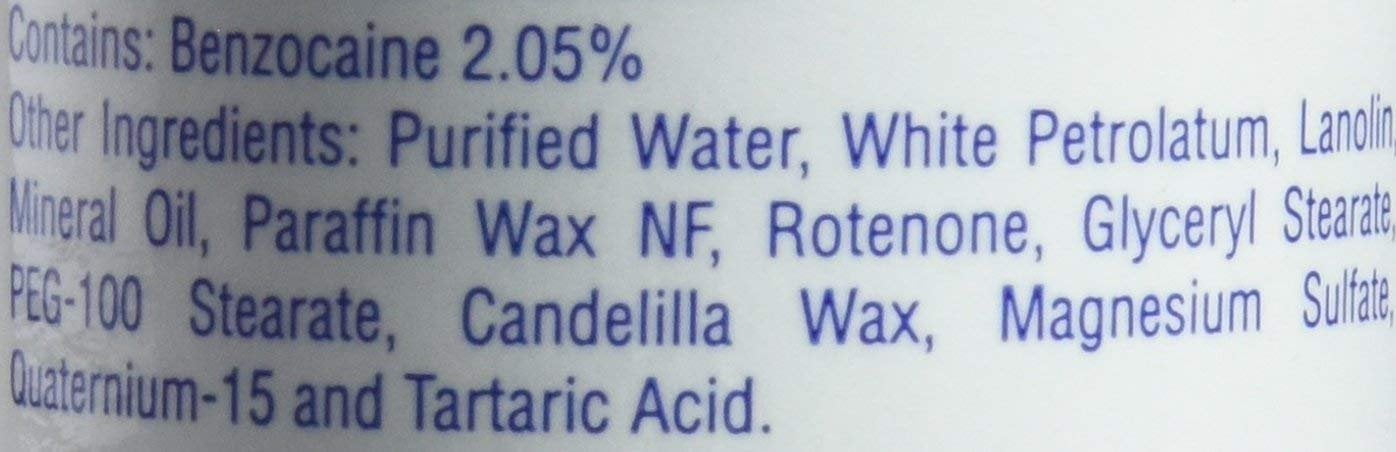 Contains: Benzocaine 2.05%
Other Ingredients: Purified Water, White Petrolatum, Lanolin,
Mineral Oil, Paraffin Wax NF, Rotenone, Glyceryl Stearate,
PEG-100 Stearate, Candelilla Wax, Magnesium Sulfate,
Quaternium-15 and Tartaric Acid.